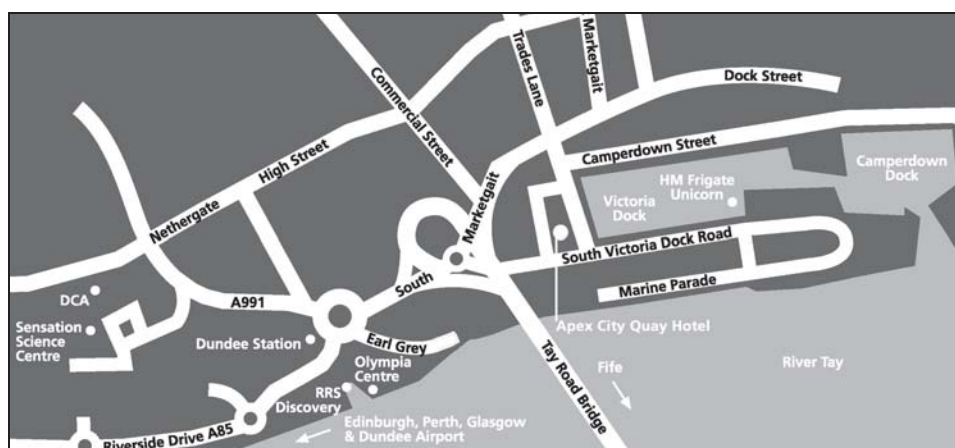 Commercial Street
Trades Lane
Marketgait
Dock Street
High Street
Camperdown Street
Camperdown
Dock
HM Frigate
Unicorn
Victoria
Dock
Nethergate
Marketgait
South Victoria Dock Road
South
Marine Parade
DCA
A991
Sensation
Science
Centre
Dundee Station
Earl Grey
Apex City Quay Hotel
Olympia
Centre
RRS
Discovery
Tay Road Bridge
Fife
River Tay
Edinburgh, Perth, Glasgow
& Dundee Airport
Riverside Drive A85